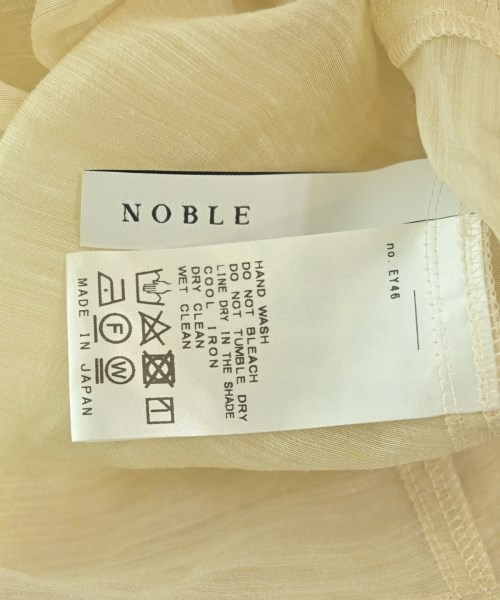 NOBLE
no. EY46
HAND WASH
DO NOT BLEACH
DO NOT TUMBLE DRY
LINE DRY IN THE SHADE
COOL IRON
DRY CLEAN
WET CLEAN
F
W
MADE IN JAPAN